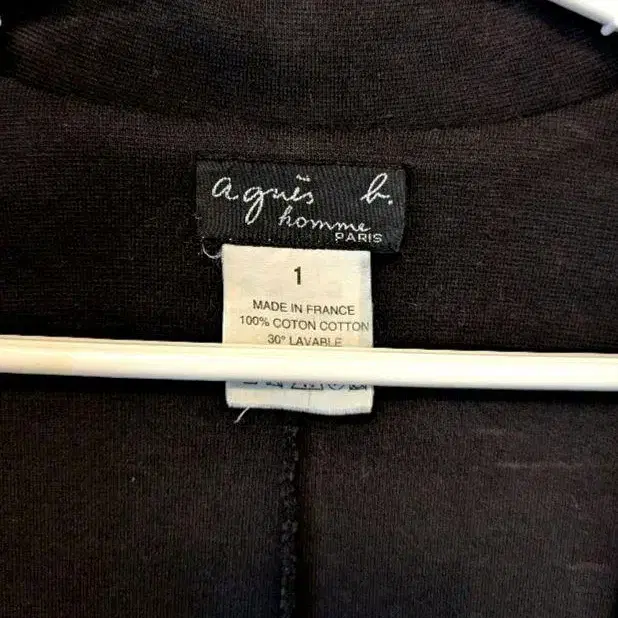 agnès b.
homme
PARIS
1
MADE IN FRANCE
100% COTON COTTON
30° LAVABLE